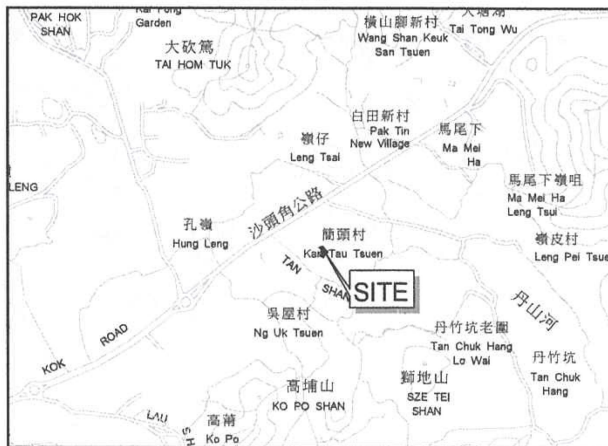 PAK HOK
SHAN
Garden
大砍篤
TAI HOM TUK
橫山腳新村
Wang Shan Keuk
San Tsuen
Tai Tong Wu
白田新村
Pak Tin
New Village
嶺仔
Leng Tsai
馬尾下
Ma Mei
Ha
馬尾下嶺咀
Ma Mei Ha
Leng Tsui
LENG
孔嶺
Hung Leng
沙頭角公路
簡頭村
Kan Tau Tsuen
嶺皮村
Leng Pei Tsue
TAN
SHAN
SITE
丹山河
吳屋村
Ng Uk Tsuen
丹竹坑老圍
Tan Chuk Hang
Lo Wai
丹竹坑
Tan Chuk
Hang
KOK
ROAD
高埔山
KO PO SHAN
獅地山
SZE TEI
SHAN
LAU
SH
高莆
Ko Po